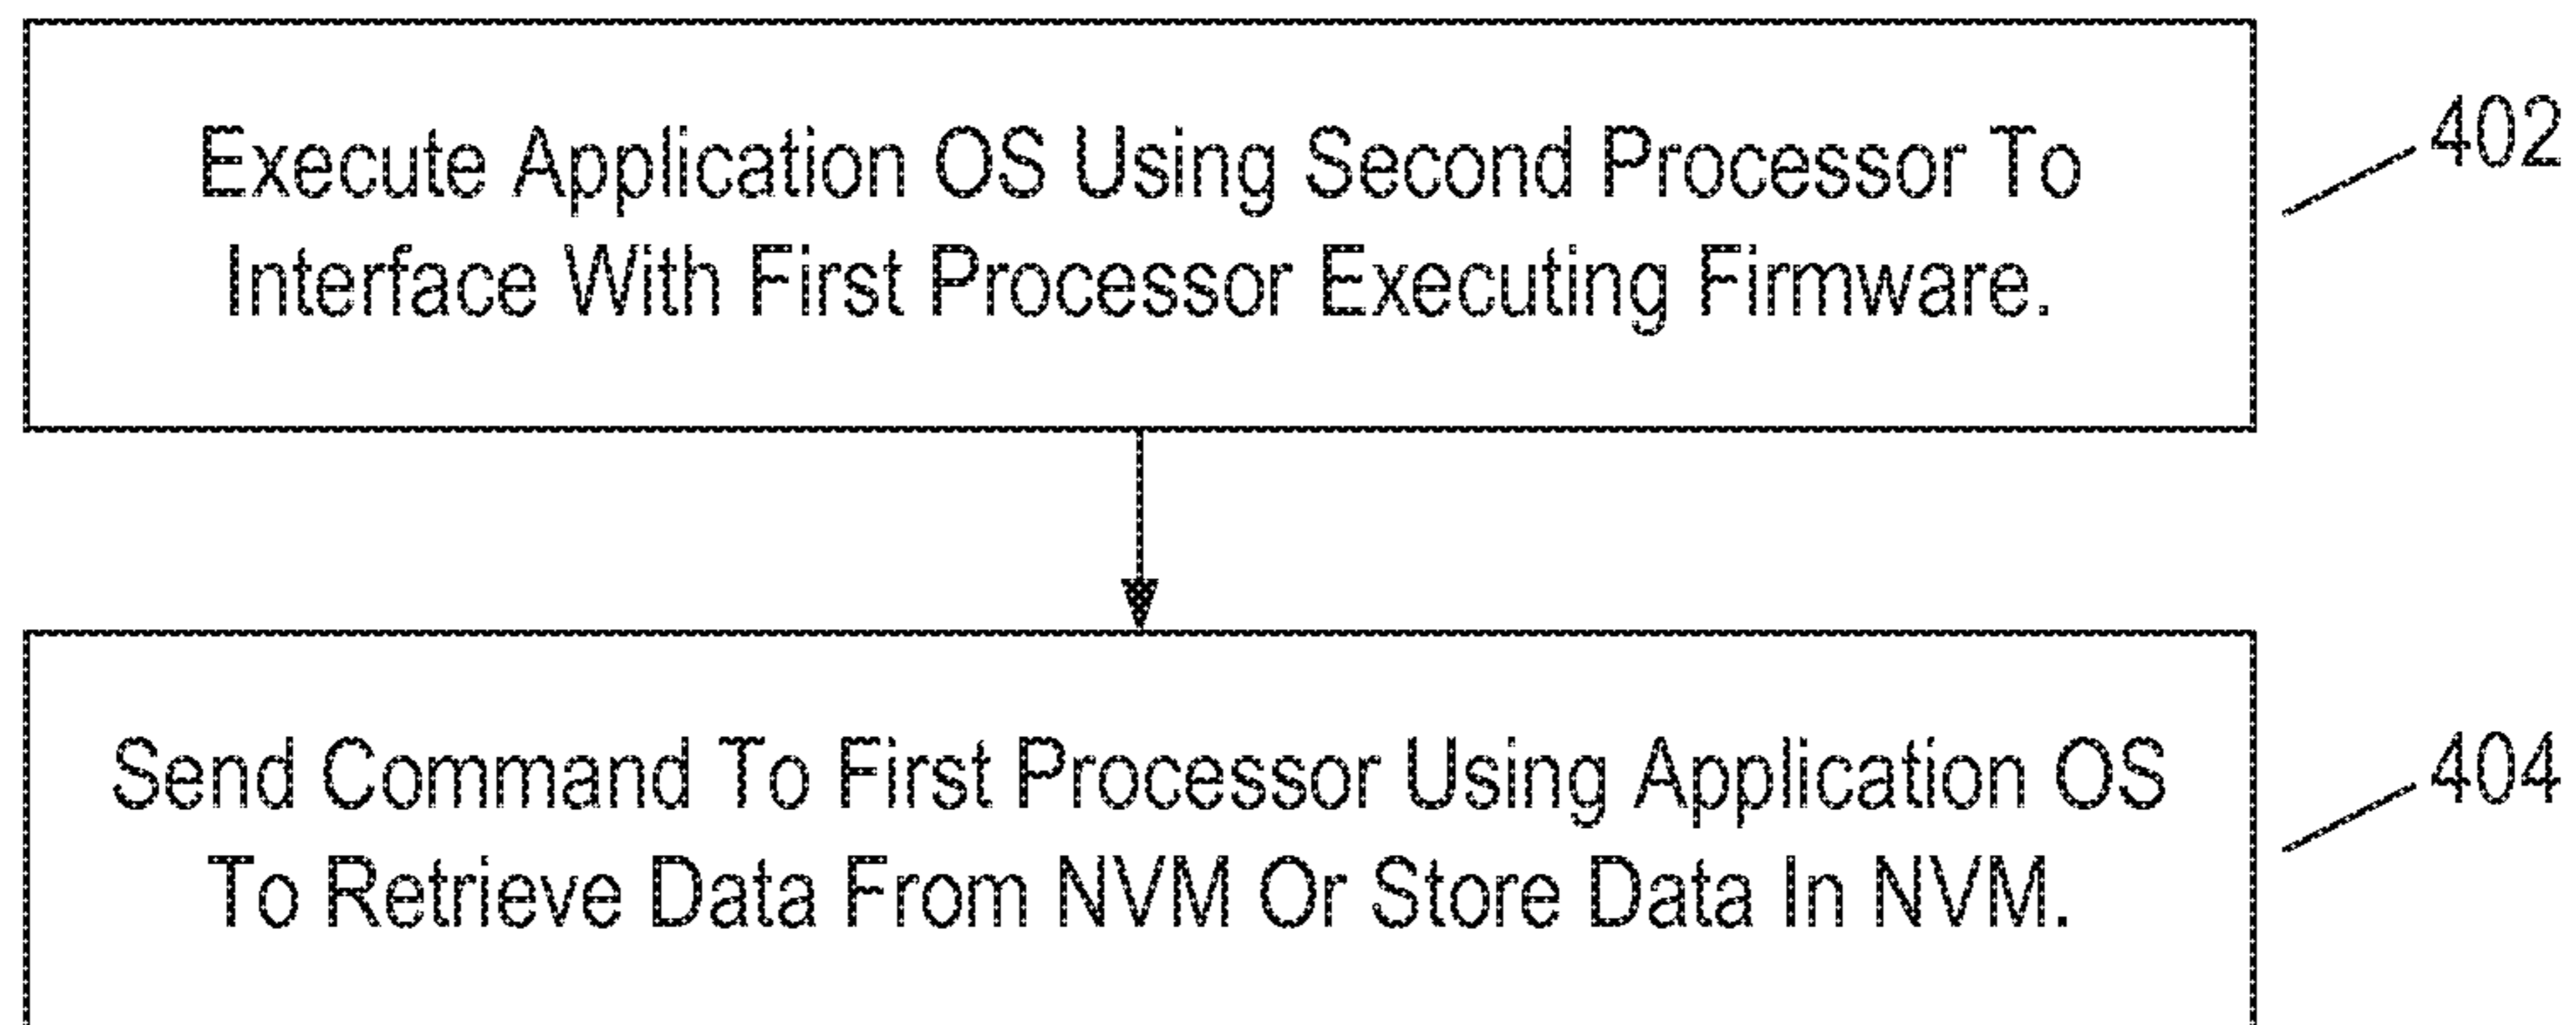 Execute Application OS Using Second Processor To
Interface With First Processor Executing Firmware.
402
Send Command To First Processor Using Application OS
To Retrieve Data From NVM Or Store Data In NVM.
404